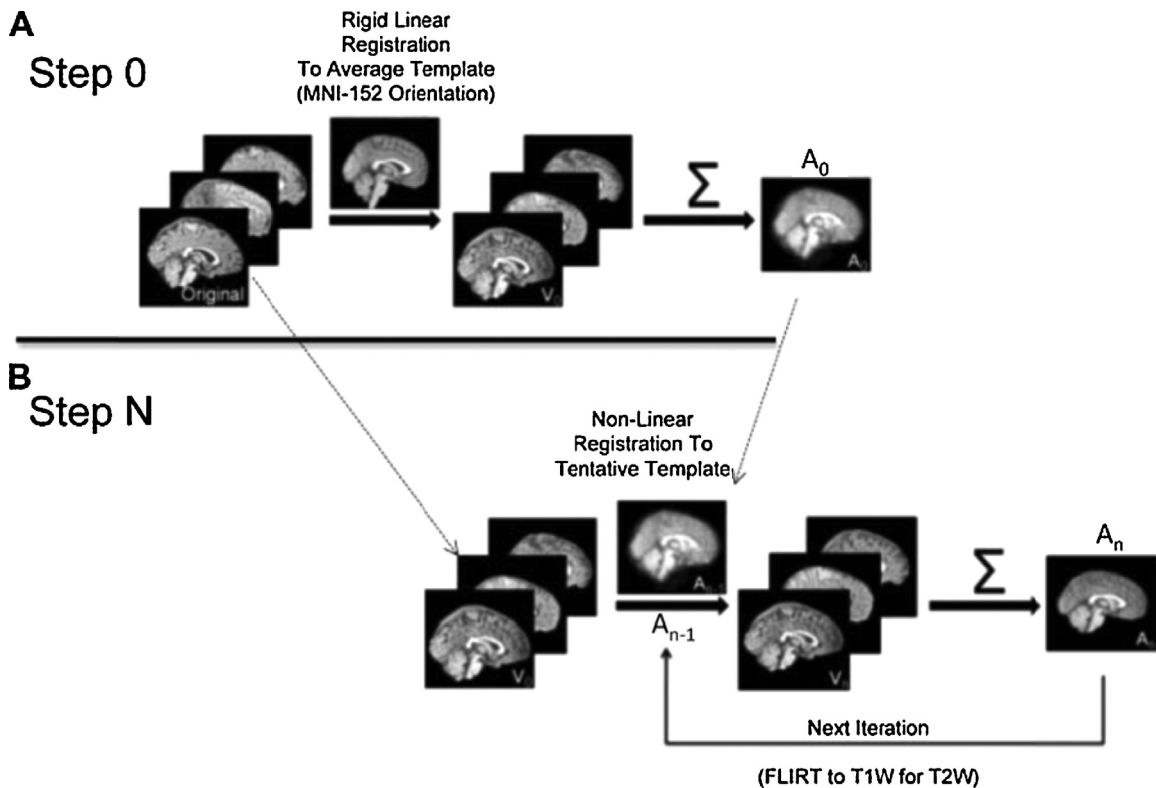 A
Step 0
Rigid Linear
Registration
To Average Template
(MNI-152 Orientation)
Original
V0
Σ
A0
A0
B
Step N
Non-Linear
Registration To
Tentative Template
V0
An-1
An-1
Vn
Σ
An
An
Next Iteration
(FLIRT to T1W for T2W)